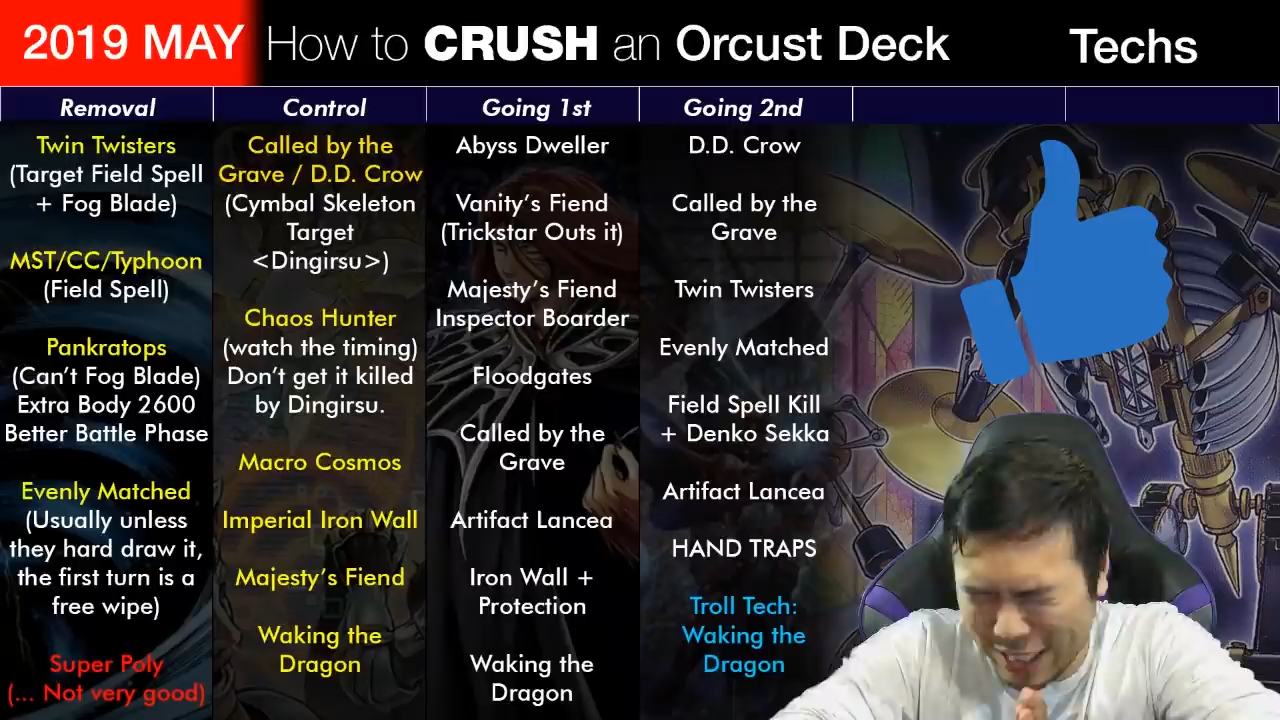 2019 MAY How to CRUSH an Orcust Deck Techs
Removal
Twin Twisters
(Target Field Spell
+ Fog Blade)
MST/CC/Typhoon
(Field Spell)
Pankratops
(Can't Fog Blade)
Extra Body 2600
Better Battle Phase
Evenly Matched
(Usually unless
they hard draw it,
the first turn is a
free wipe)
Super Poly
(... Not very good)
Control
Called by the
Grave / D.D. Crow
(Cymbal Skeleton
Target
<Dingirsu>)
Chaos Hunter
(watch the timing)
Don't get it killed
by Dingirsu.
Macro Cosmos
Imperial Iron Wall
Majesty's Fiend
Waking the
Dragon
Going 1st
Abyss Dweller
Vanity's Fiend
(Trickstar Outs it)
Majesty's Fiend
Inspector Boarder
Floodgates
Called by the
Grave
Artifact Lancea
Iron Wall +
Protection
Waking the
Dragon
Going 2nd
D.D. Crow
Called by the
Grave
Twin Twisters
Evenly Matched
Field Spell Kill
+ Denko Sekka
Artifact Lancea
HAND TRAPS
Troll Tech:
Waking the
Dragon